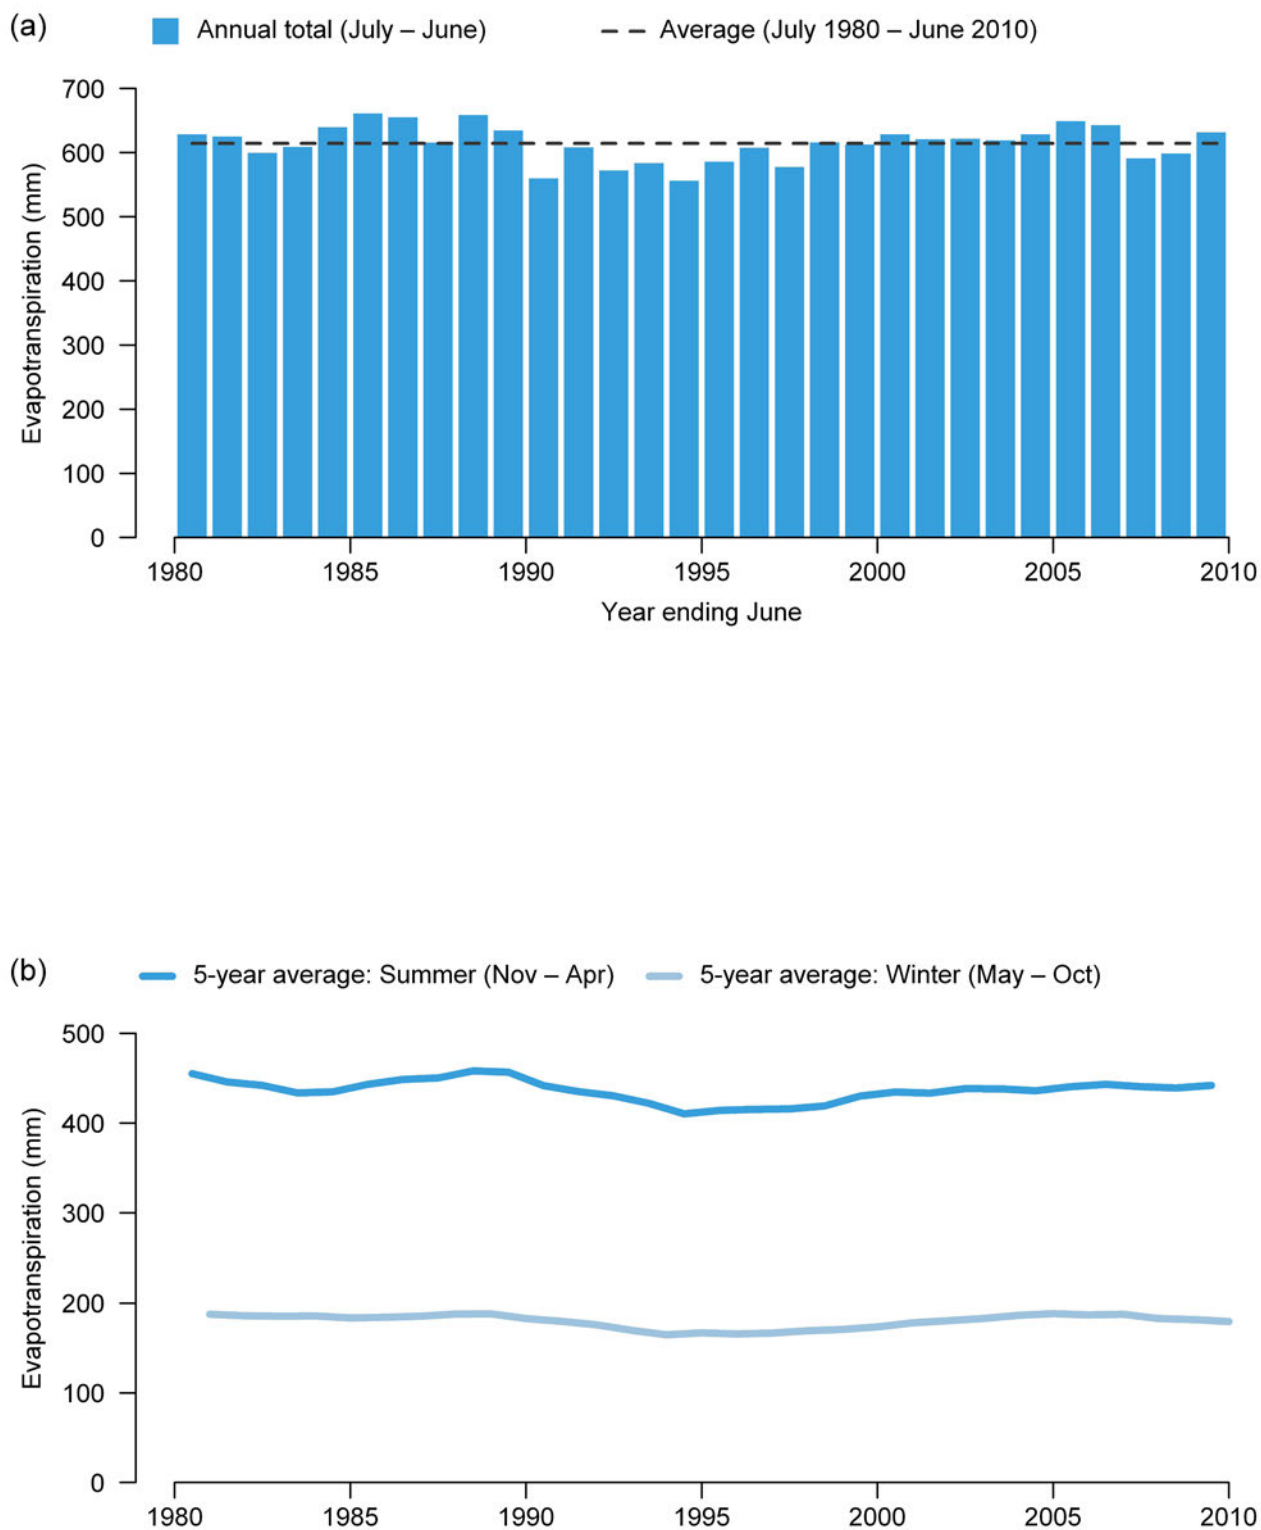 (a)
Annual total (July – June)
Average (July 1980 – June 2010)
Evapotranspiration (mm)
700
600
500
400
300
200
100
0
1980 1985 1990 1995 2000 2005 2010
Year ending June
(b)
5-year average: Summer (Nov – Apr)
5-year average: Winter (May – Oct)
Evapotranspiration (mm)
500
400
300
200
100
0
1980 1985 1990 1995 2000 2005 2010